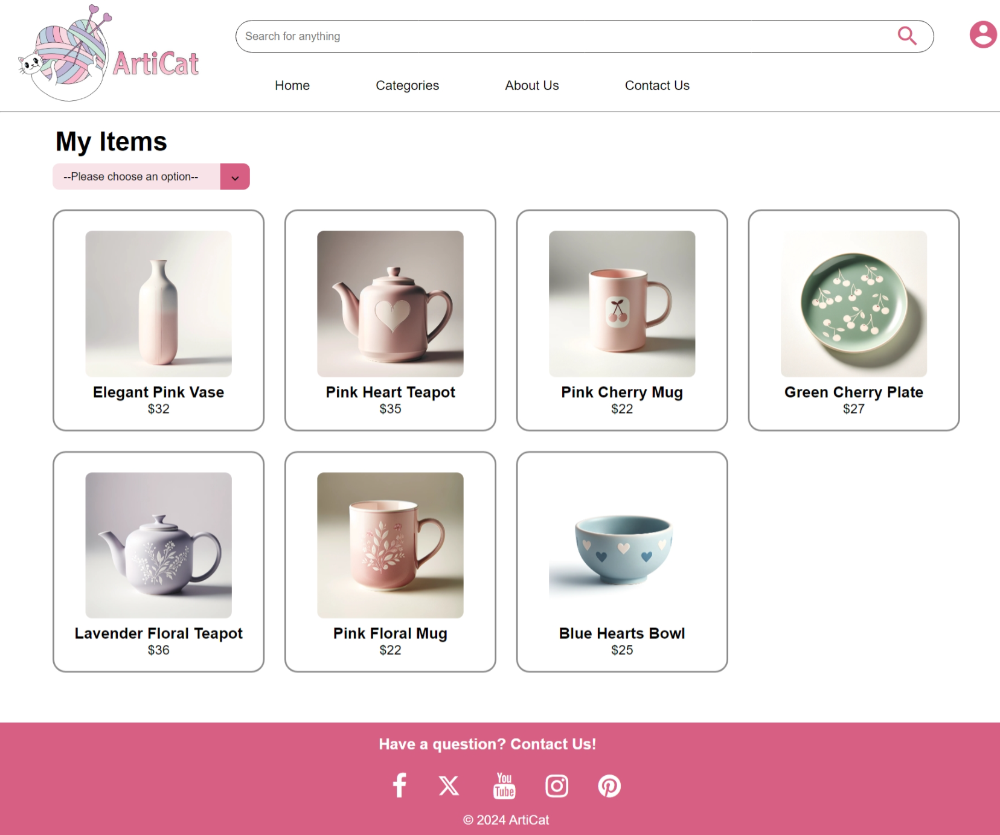 ArtiCat
Search for anything
Home
Categories
About Us
Contact Us
My Items
--Please choose an option--
Elegant Pink Vase
$32
Pink Heart Teapot
$35
Pink Cherry Mug
$22
Green Cherry Plate
$27
Lavender Floral Teapot
$36
Pink Floral Mug
$22
Blue Hearts Bowl
$25
Have a question? Contact Us!
You
Tube
© 2024 ArtiCat